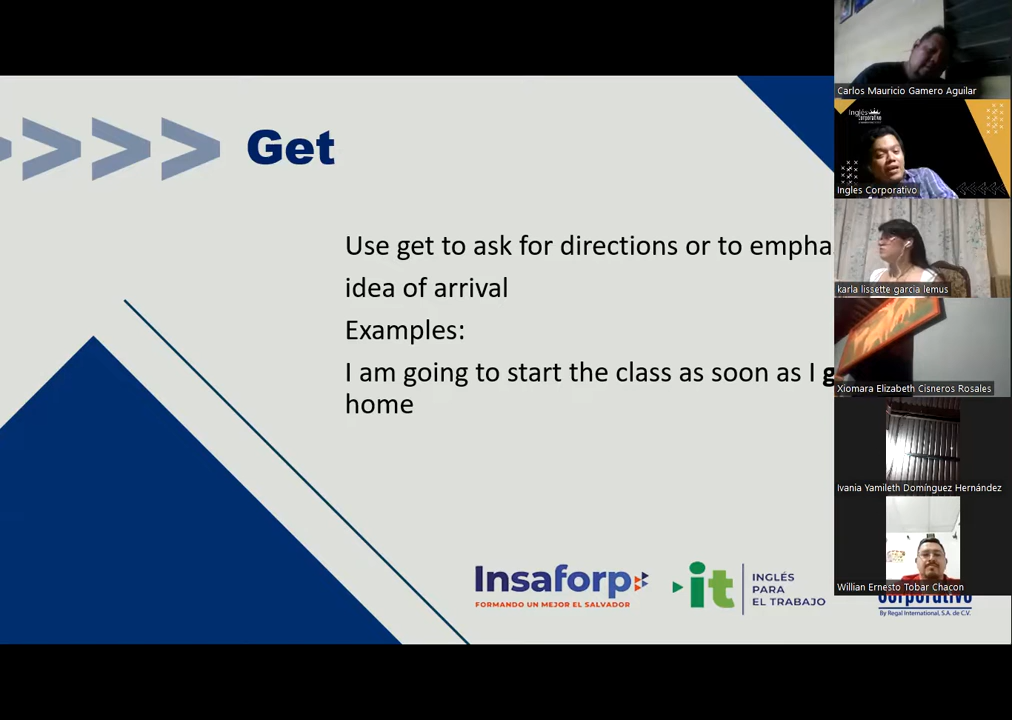 Get
Use get to ask for directions or to empha
idea of arrival
Examples:
I am going to start the class as soon as I g
home
Insaforp
FORMANDO UN MEJOR EL SALVADOR
it
INGLÉS
PARA
EL TRABAJO
Corporativo
By Regal International, S.A. de C.V.
Carlos Mauricio Gamero Aguilar
Inglés
corporativo
Ingles Corporativo
karla lissette garcia lemus
Xiomara Elizabeth Cisneros Rosales
Ivania Yamileth Domínguez Hernández
Willian Ernesto Tobar Chacon